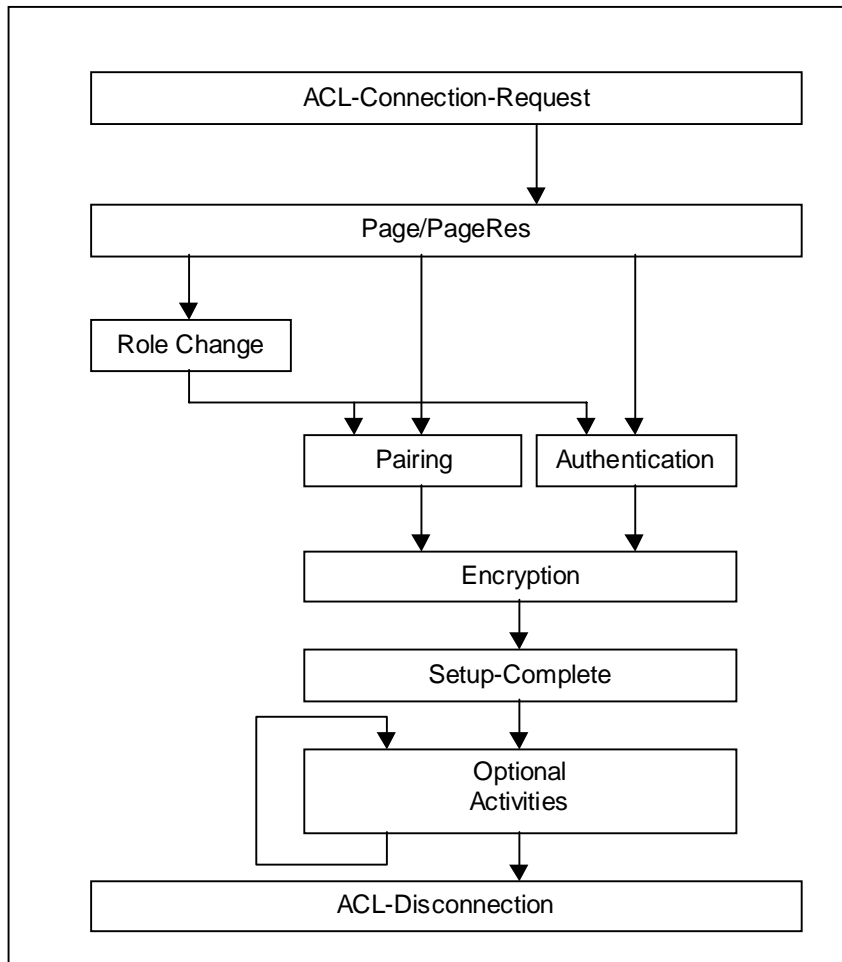 ACL-Connection-Request
Page/PageRes
Role Change
Pairing
Authentication
Encryption
Setup-Complete
Optional
Activities
ACL-Disconnection